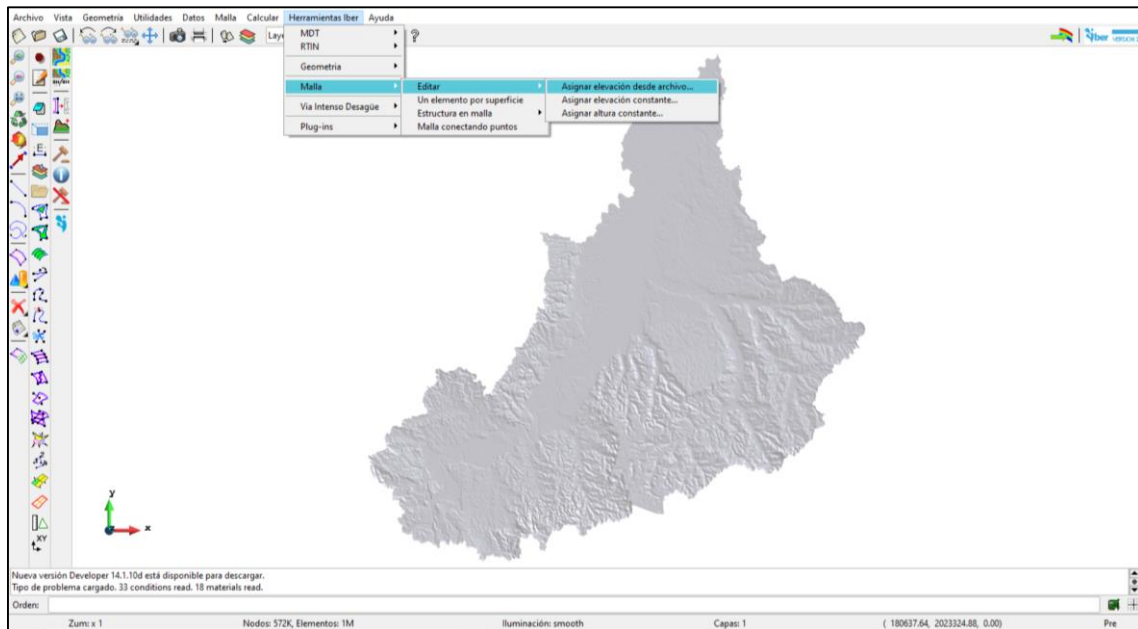 Archivo Vista Geometría Utilidades Datos Malla Calcular Herramientas Iber Ayuda
MDT
RTIN
Geometria
Malla
Via Intenso Desagüe
Plug-ins
Editar
Un elemento por superficie
Estructura en malla
Malla conectando puntos
Asignar elevación desde archivo...
Asignar elevación constante...
Asignar altura constante...
Iber
y
x
Nueva versión Developer 14.1.10d está disponible para descargar.
Tipo de problema cargado. 33 conditions read. 18 materials read.
Orden:
Zum: x 1 Nodos: 572K, Elementos: 1M Iluminación: smooth Capas: 1 ( 180637.64, 2023324.88, 0.00) Pre